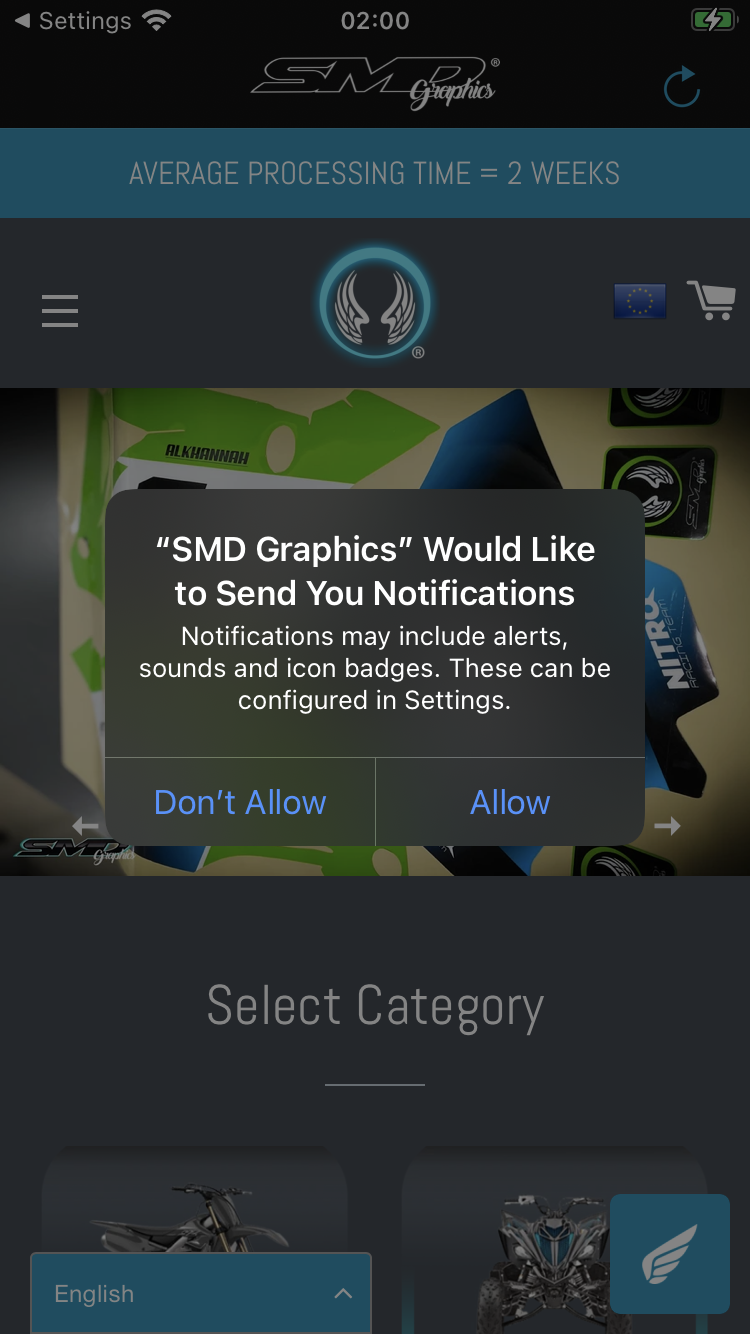 ◀ Settings
02:00
SMD Graphics®
AVERAGE PROCESSING TIME = 2 WEEKS
®
ALKHANNAH
“SMD Graphics” Would Like
to Send You Notifications
Notifications may include alerts,
sounds and icon badges. These can be
configured in Settings.
Don’t Allow
Allow
SMD Graphics
NITRO
RACING TEAM
SMD Graphics
Select Category
English